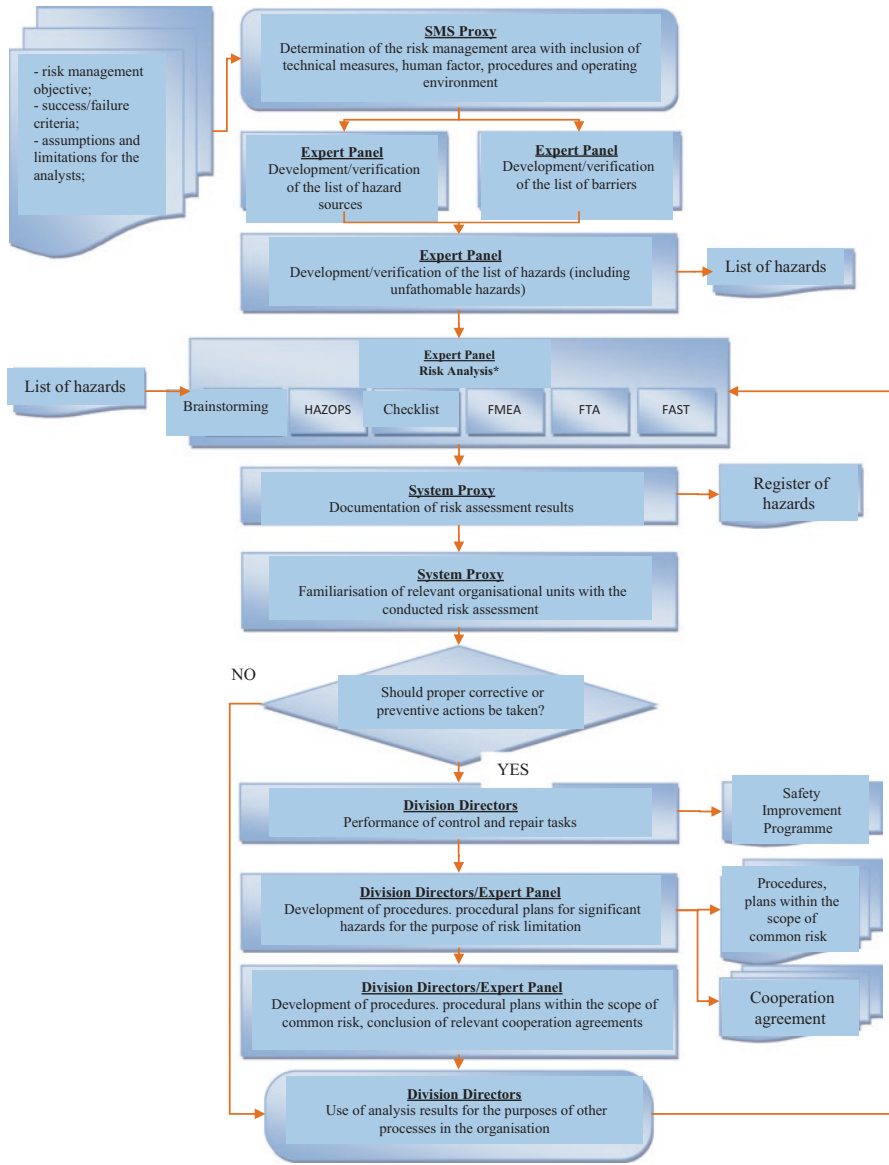 SMS Proxy
Determination of the risk management area with inclusion of
technical measures, human factor, procedures and operating
environment
- risk management
objective;
- success/failure
criteria;
- assumptions and
limitations for the
analysts;
Expert Panel
Development/verification
of the list of hazard
sources
Expert Panel
Development/verification
of the list of barriers
Expert Panel
Development/verification of the list of hazards (including
unfathomable hazards)
List of hazards
Expert Panel
Risk Analysis*
List of hazards
Brainstorming
HAZOPS
Checklist
FMEA
FTA
FAST
System Proxy
Documentation of risk assessment results
Register of
hazards
System Proxy
Familiarisation of relevant organisational units with the
conducted risk assessment
NO
Should proper corrective or
preventive actions be taken?
YES
Division Directors
Performance of control and repair tasks
Safety
Improvement
Programme
Division Directors/Expert Panel
Development of procedures. procedural plans for significant
hazards for the purpose of risk limitation
Procedures,
plans within the
scope of
common risk
Division Directors/Expert Panel
Development of procedures. procedural plans within the scope of
common risk, conclusion of relevant cooperation agreements
Cooperation
agreement
Division Directors
Use of analysis results for the purposes of other
processes in the organisation